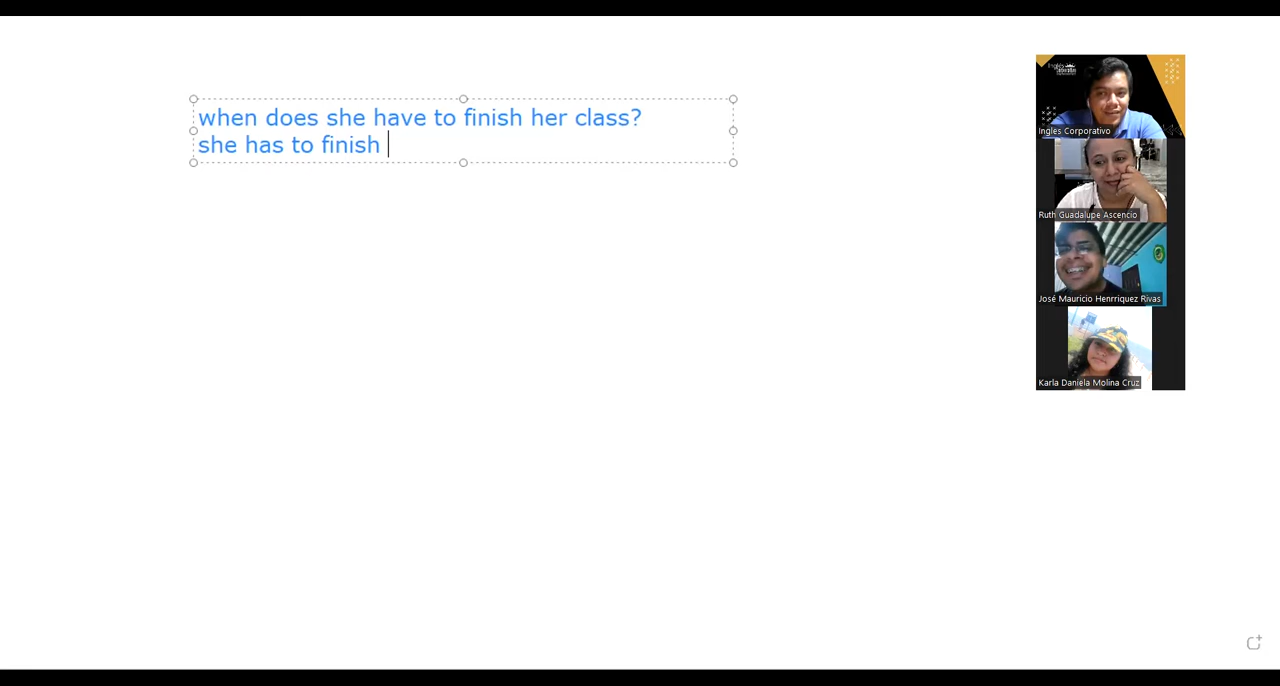 when does she have to finish her class?
she has to finish
Ingles Corporativo
Ruth Guadalupe Ascencio
José Mauricio Henrriquez Rivas
Karla Daniela Molina Cruz